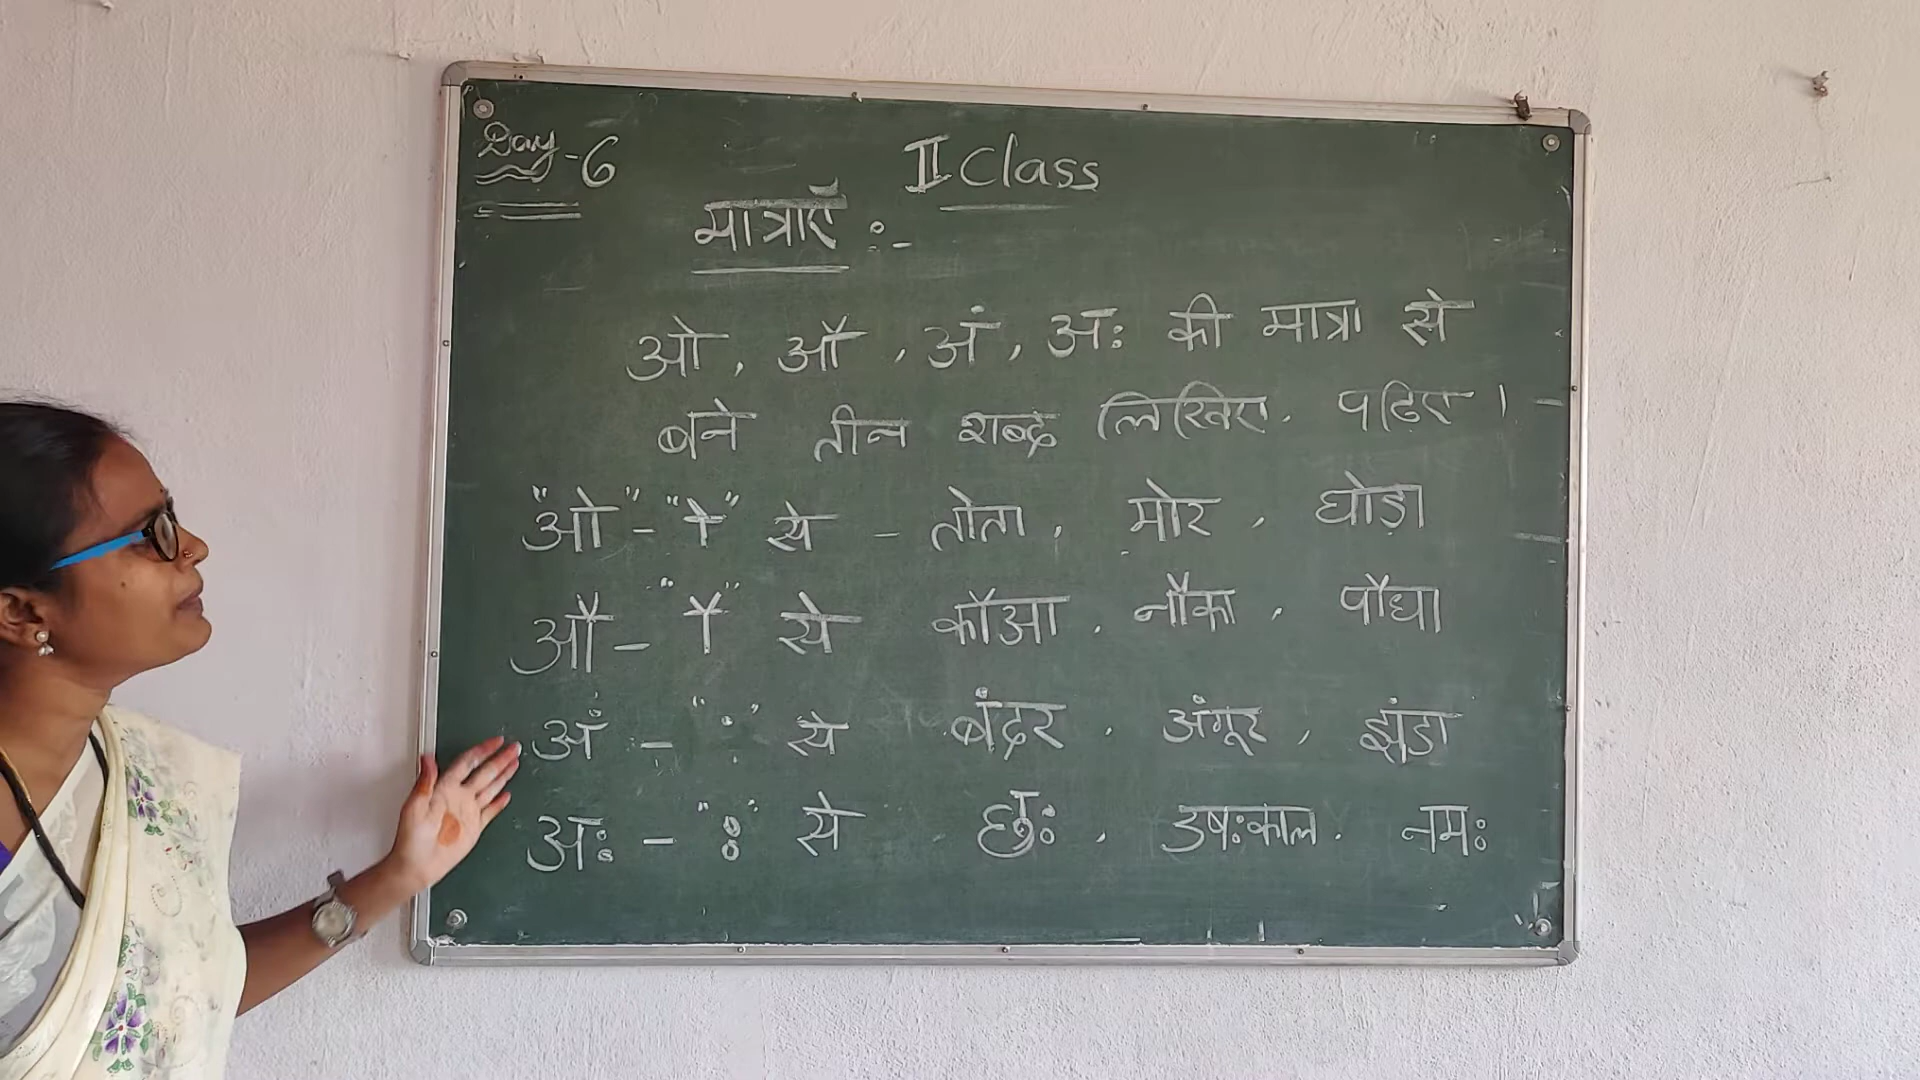 Day-6
II Class
मात्राएँ :-
ओ, औ, अं, अः की मात्रा से
बने तीन शब्द लिखिए, पढिए।
"ओ" - "ो" से - तोता, मोर, घोड़ा
औ - "ौ" से कौआ, नौका, पौधा
अं - "ं" से बंदर, अंगूर, झंडा
अः - "ः" से छः, उषःकाल, नमः